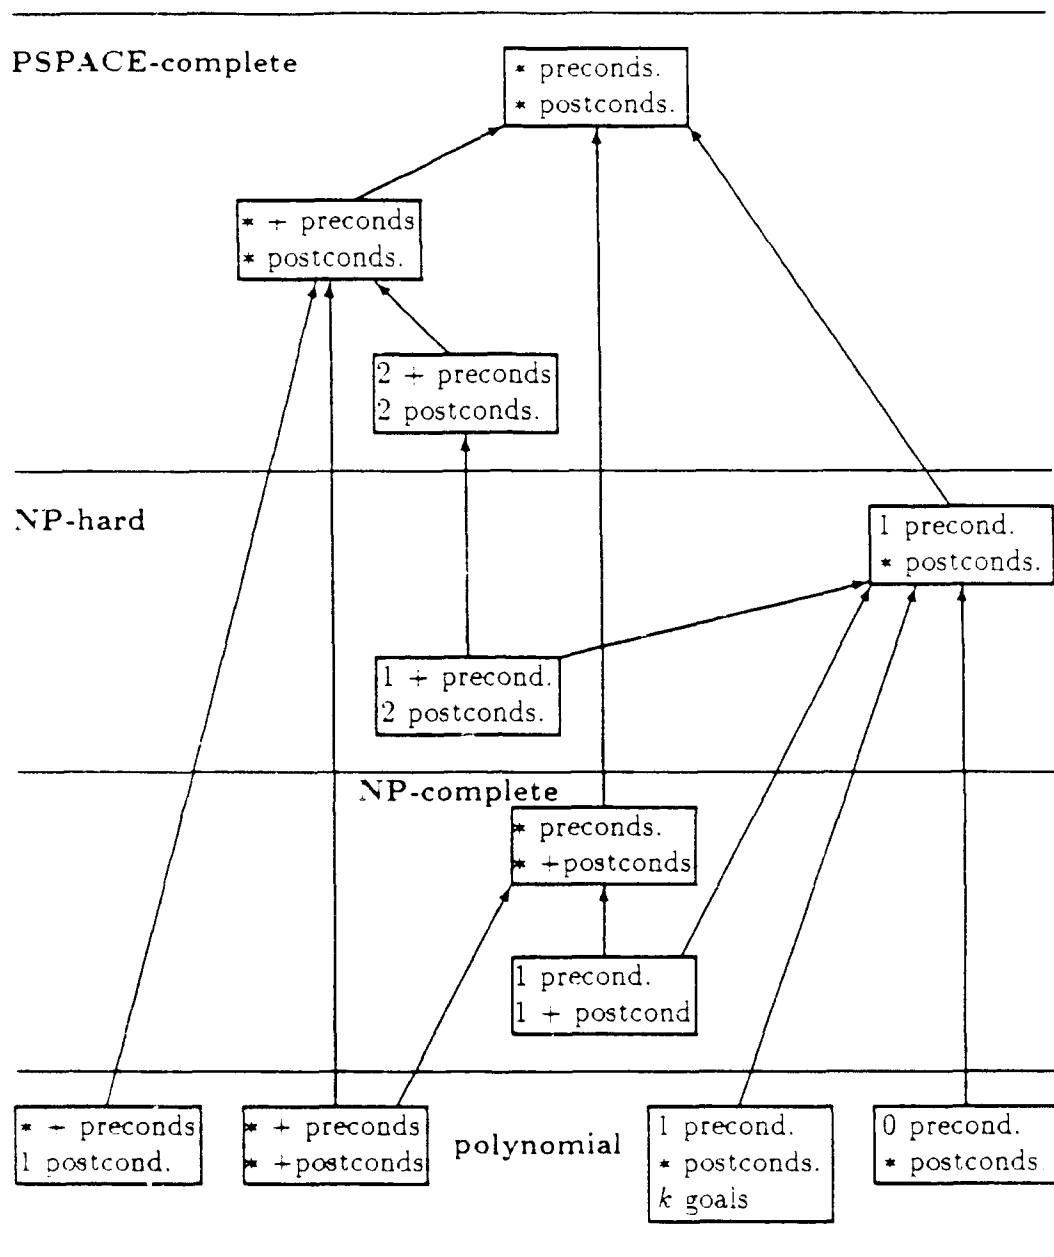 PSPACE-complete
* preconds.
* postconds.
* + preconds
* postconds.
2 + preconds
2 postconds.
NP-hard
1 precond.
* postconds.
1 + precond.
2 postconds.
NP-complete
* preconds.
* +postconds
1 precond.
1 + postcond
* + preconds
1 postcond.
* + preconds
* +postconds
polynomial
1 precond.
* postconds.
k goals
0 precond.
* postconds.